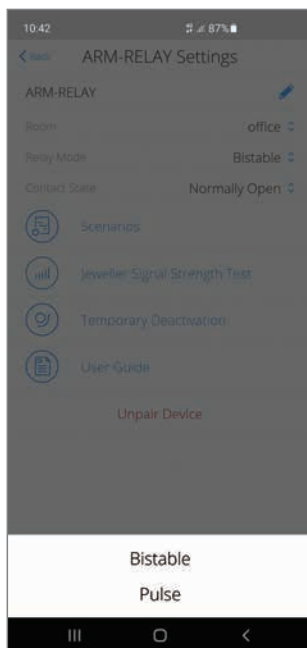 10:42 87%
Back ARM-RELAY Settings
ARM-RELAY
Room office
Relay Mode Bistable
Contact State Normally Open
Scenarios
Jeweller Signal Strength Test
Temporary Deactivation
User Guide
Unpair Device
Bistable
Pulse